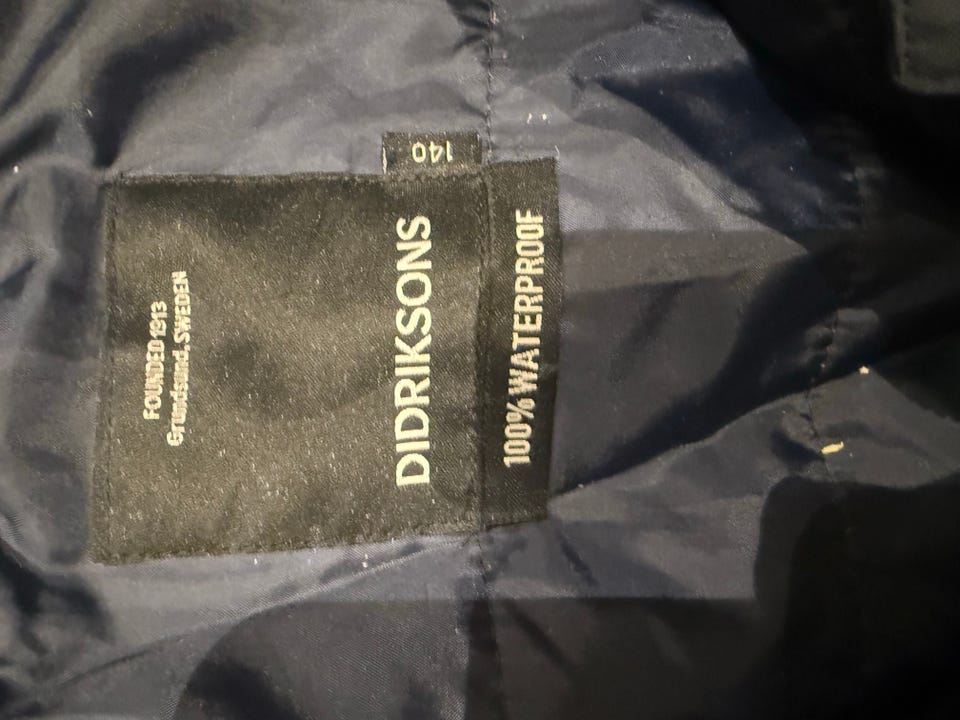 FOUNDED 1913
Grundsund, SWEDEN
DIDRIKSONS
140
100% WATERPROOF